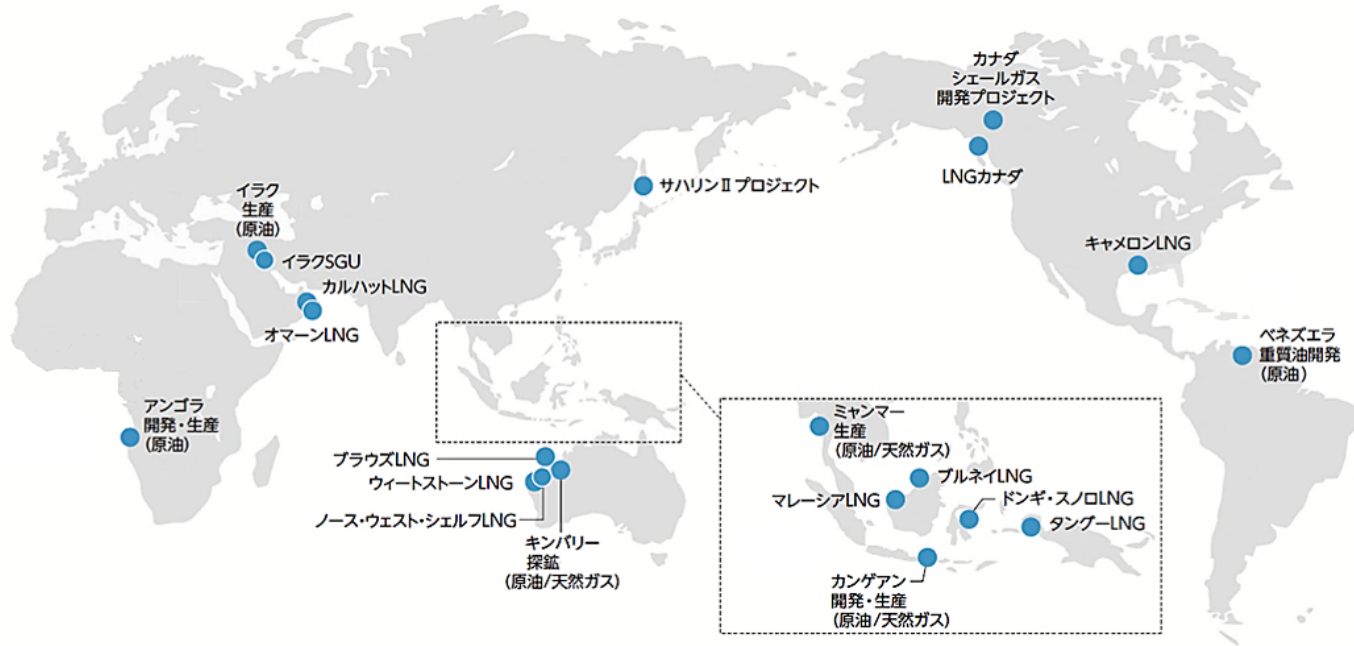 カナダ
シェールガス
開発プロジェクト
LNGカナダ
サハリンⅡプロジェクト
イラク
生産
(原油)
イラクSGU
カルハットLNG
オマーンLNG
キャメロンLNG
ベネズエラ
重質油開発
(原油)
アンゴラ
開発・生産
(原油)
ブラウズLNG
ウィートストーンLNG
ノース・ウェスト・シェルフLNG
キンバリー
探鉱
(原油/天然ガス)
ミャンマー
生産
(原油/天然ガス)
ブルネイLNG
マレーシアLNG
ドンギ・スノロLNG
タングーLNG
カンゲアン
開発・生産
(原油/天然ガス)